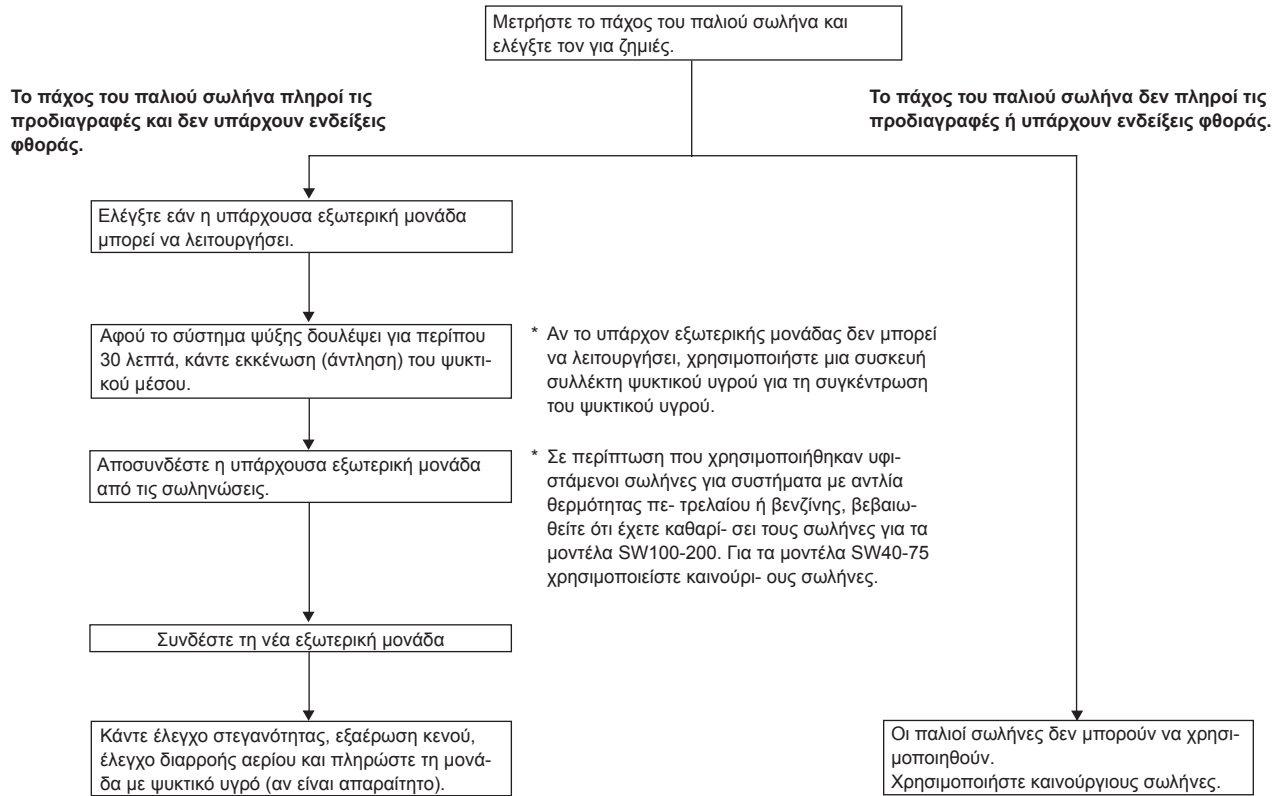 Μετρήστε το πάχος του παλιού σωλήνα και
ελέγξτε τον για ζημιές.
Το πάχος του παλιού σωλήνα πληροί τις
προδιαγραφές και δεν υπάρχουν ενδείξεις
φθοράς.
Το πάχος του παλιού σωλήνα δεν πληροί τις
προδιαγραφές ή υπάρχουν ενδείξεις φθοράς.
Ελέγξτε εάν η υπάρχουσα εξωτερική μονάδα
μπορεί να λειτουργήσει.
Αφού το σύστημα ψύξης δουλέψει για περίπου
30 λεπτά, κάντε εκκένωση (άντληση) του ψυκτι-
κού μέσου.
* Αν το υπάρχον εξωτερικής μονάδας δεν μπορεί
να λειτουργήσει, χρησιμοποιήστε μια συσκευή
συλλέκτη ψυκτικού υγρού για τη συγκέντρωση
του ψυκτικού υγρού.
Αποσυνδέστε η υπάρχουσα εξωτερική μονάδα
από τις σωληνώσεις.
* Σε περίπτωση που χρησιμοποιήθηκαν υφι-
στάμενοι σωλήνες για συστήματα με αντλία
θερμότητας πε- τρελαίου ή βενζίνης, βεβαιω-
θείτε ότι έχετε καθαρί- σει τους σωλήνες για τα
μοντέλα SW100-200. Για τα μοντέλα SW40-75
χρησιμοποιείστε καινούρι- ους σωλήνες.
Συνδέστε τη νέα εξωτερική μονάδα
Κάντε έλεγχο στεγανότητας, εξαέρωση κενού,
έλεγχο διαρροής αερίου και πληρώστε τη μονά-
δα με ψυκτικό υγρό (αν είναι απαραίτητο).
Οι παλιοί σωλήνες δεν μπορούν να χρησι-
μοποιηθούν.
Χρησιμοποιήστε καινούργιους σωλήνες.